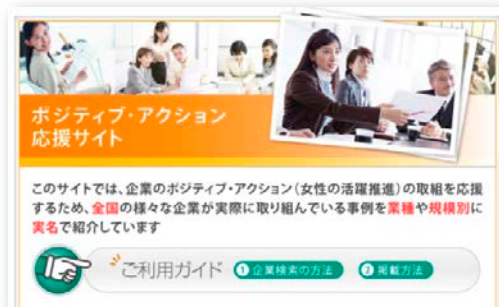 ポジティブ・アクション
応援サイト
このサイトでは、企業のポジティブ・アクション（女性の活躍推進）の取組を応援
するため、全国の様々な企業が実際に取り組んでいる事例を業種や規模別に
実名で紹介しています
ご利用ガイド ① 企業検索の方法 ② 掲載方法